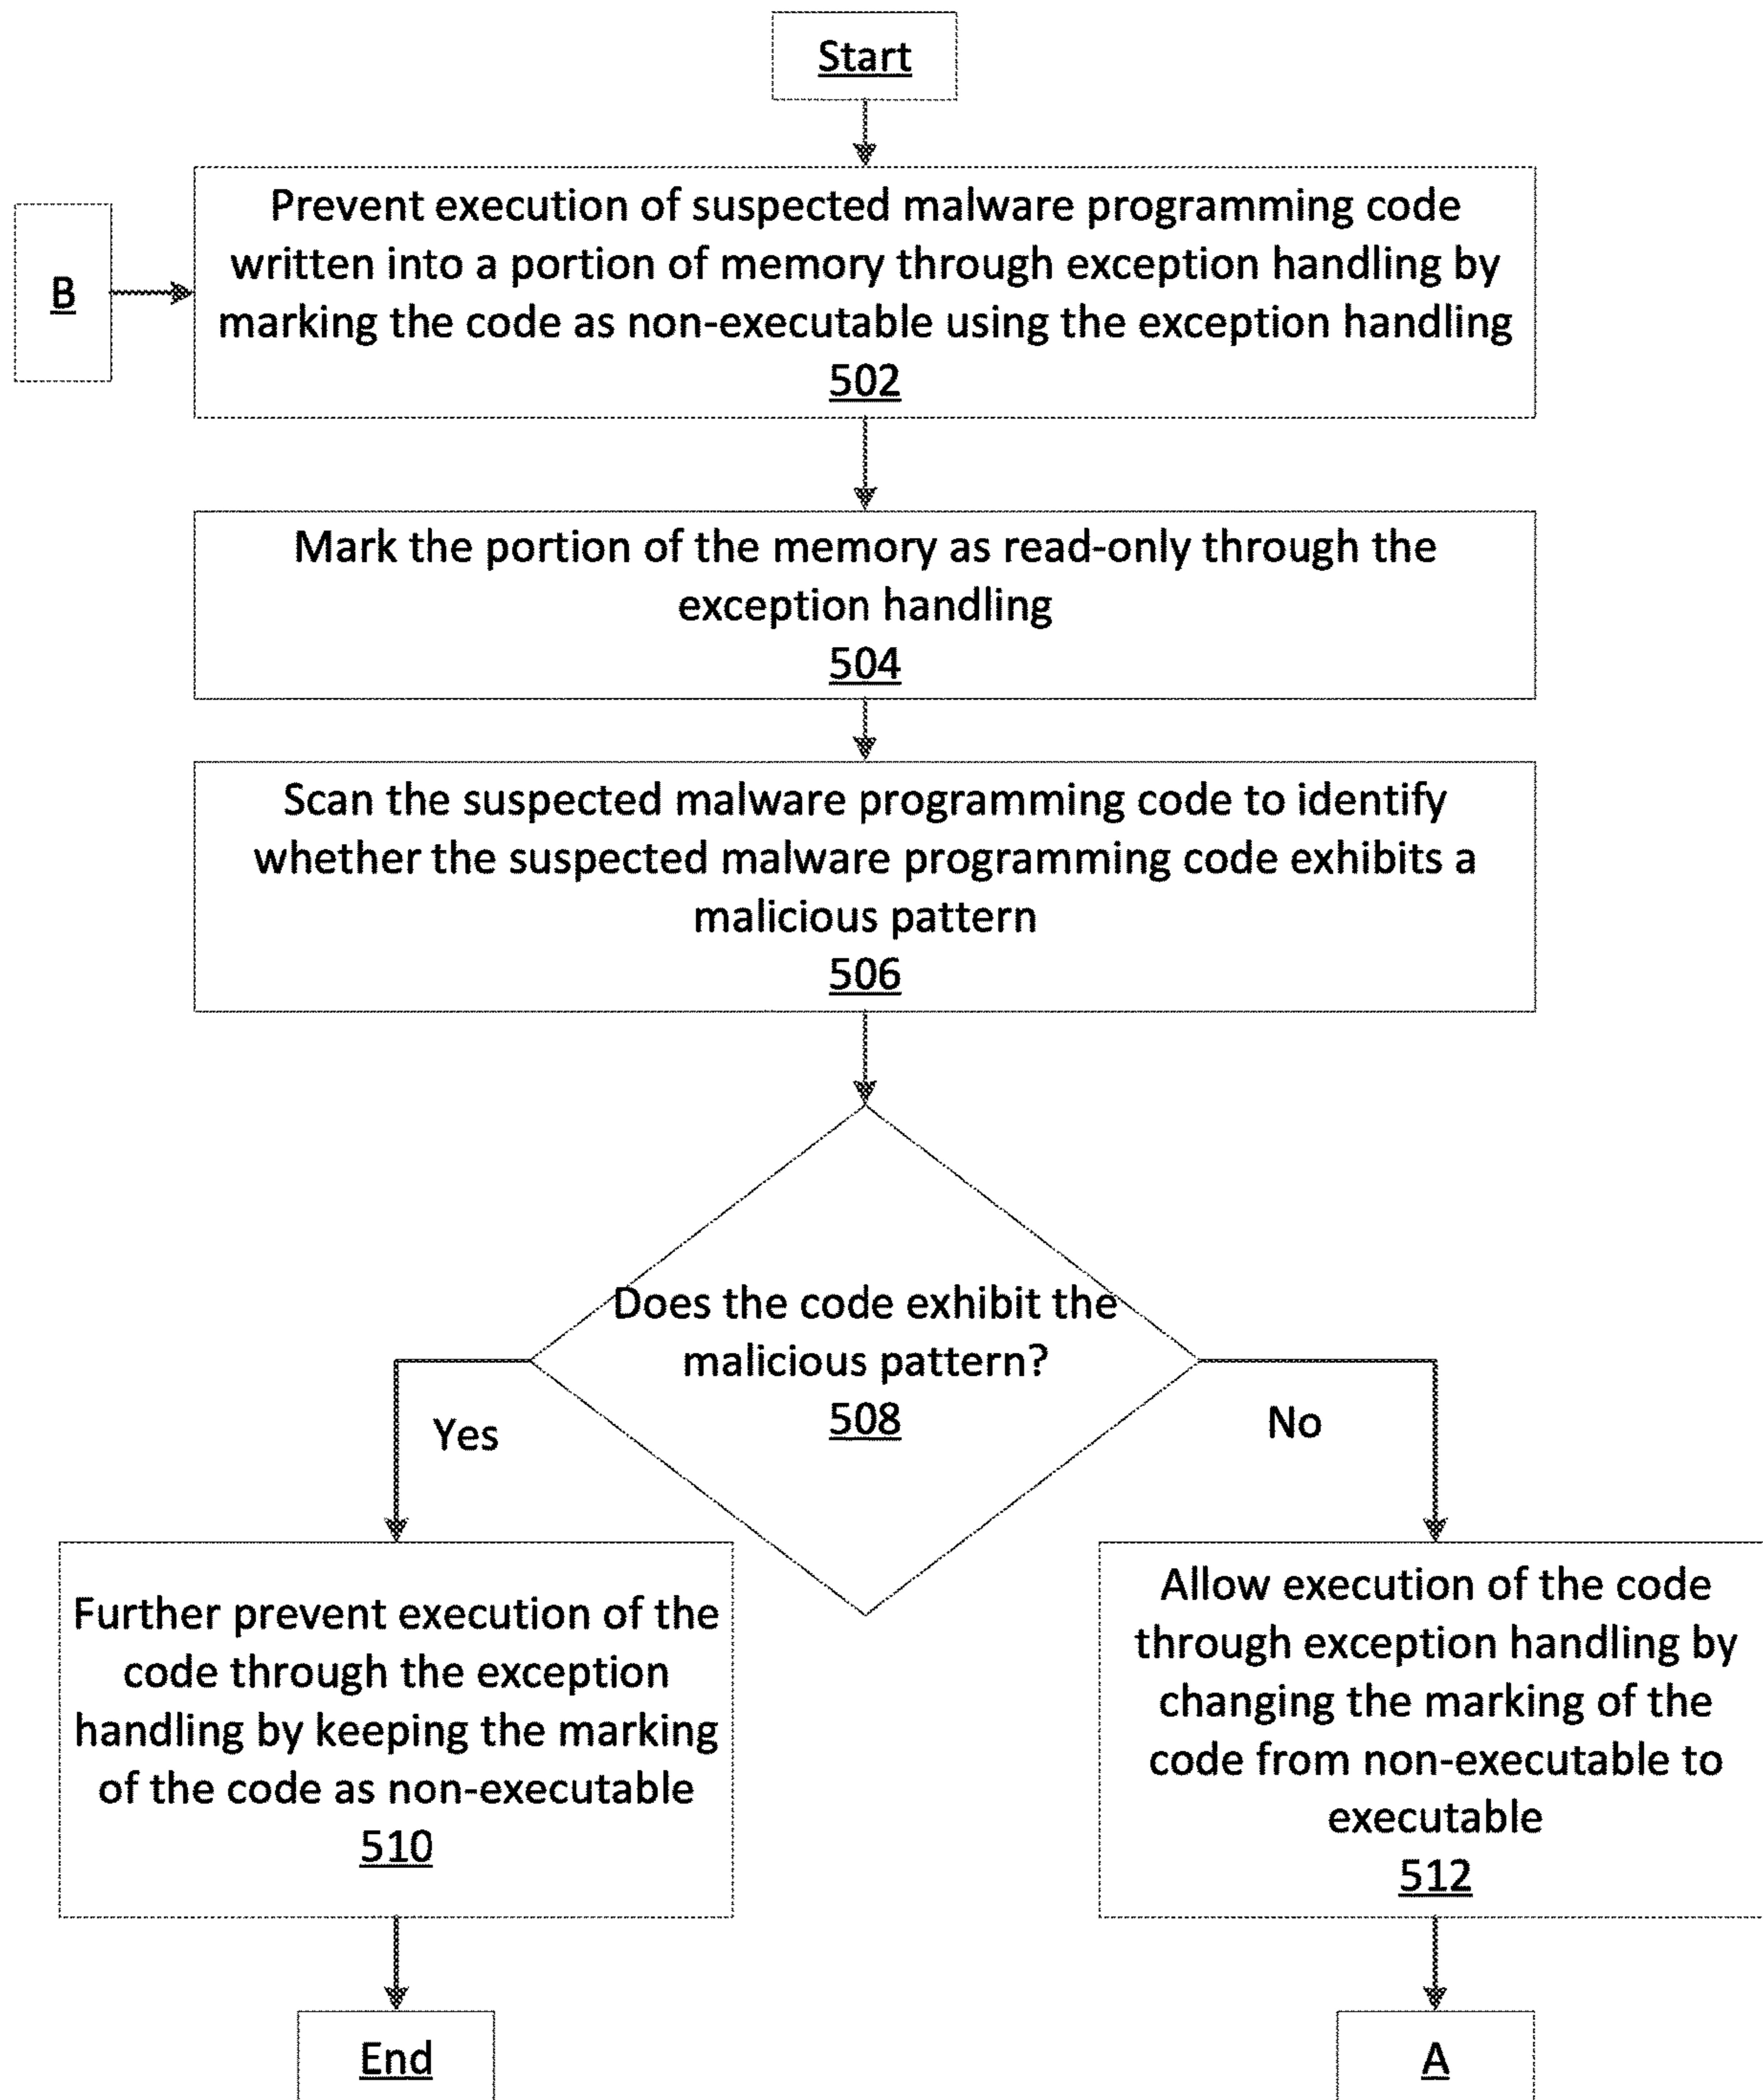 Start
Prevent execution of suspected malware programming code
written into a portion of memory through exception handling by
marking the code as non-executable using the exception handling
502
B
Mark the portion of the memory as read-only through the
exception handling
504
Scan the suspected malware programming code to identify
whether the suspected malware programming code exhibits a
malicious pattern
506
Does the code exhibit the
malicious pattern?
508
Yes
No
Further prevent execution of the
code through the exception
handling by keeping the marking
of the code as non-executable
510
Allow execution of the code
through exception handling by
changing the marking of the
code from non-executable to
executable
512
End
A